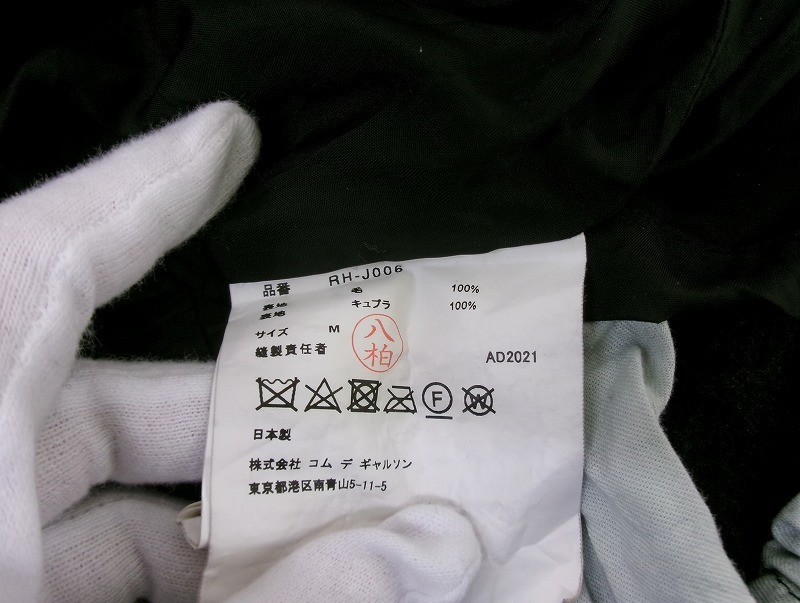 品番 RH-J006
表地 毛 100%
裏地 キュプラ 100%
サイズ M
縫製責任者 八柏 AD2021
F W
日本製
株式会社 コム デ ギャルソン
東京都港区南青山5-11-5